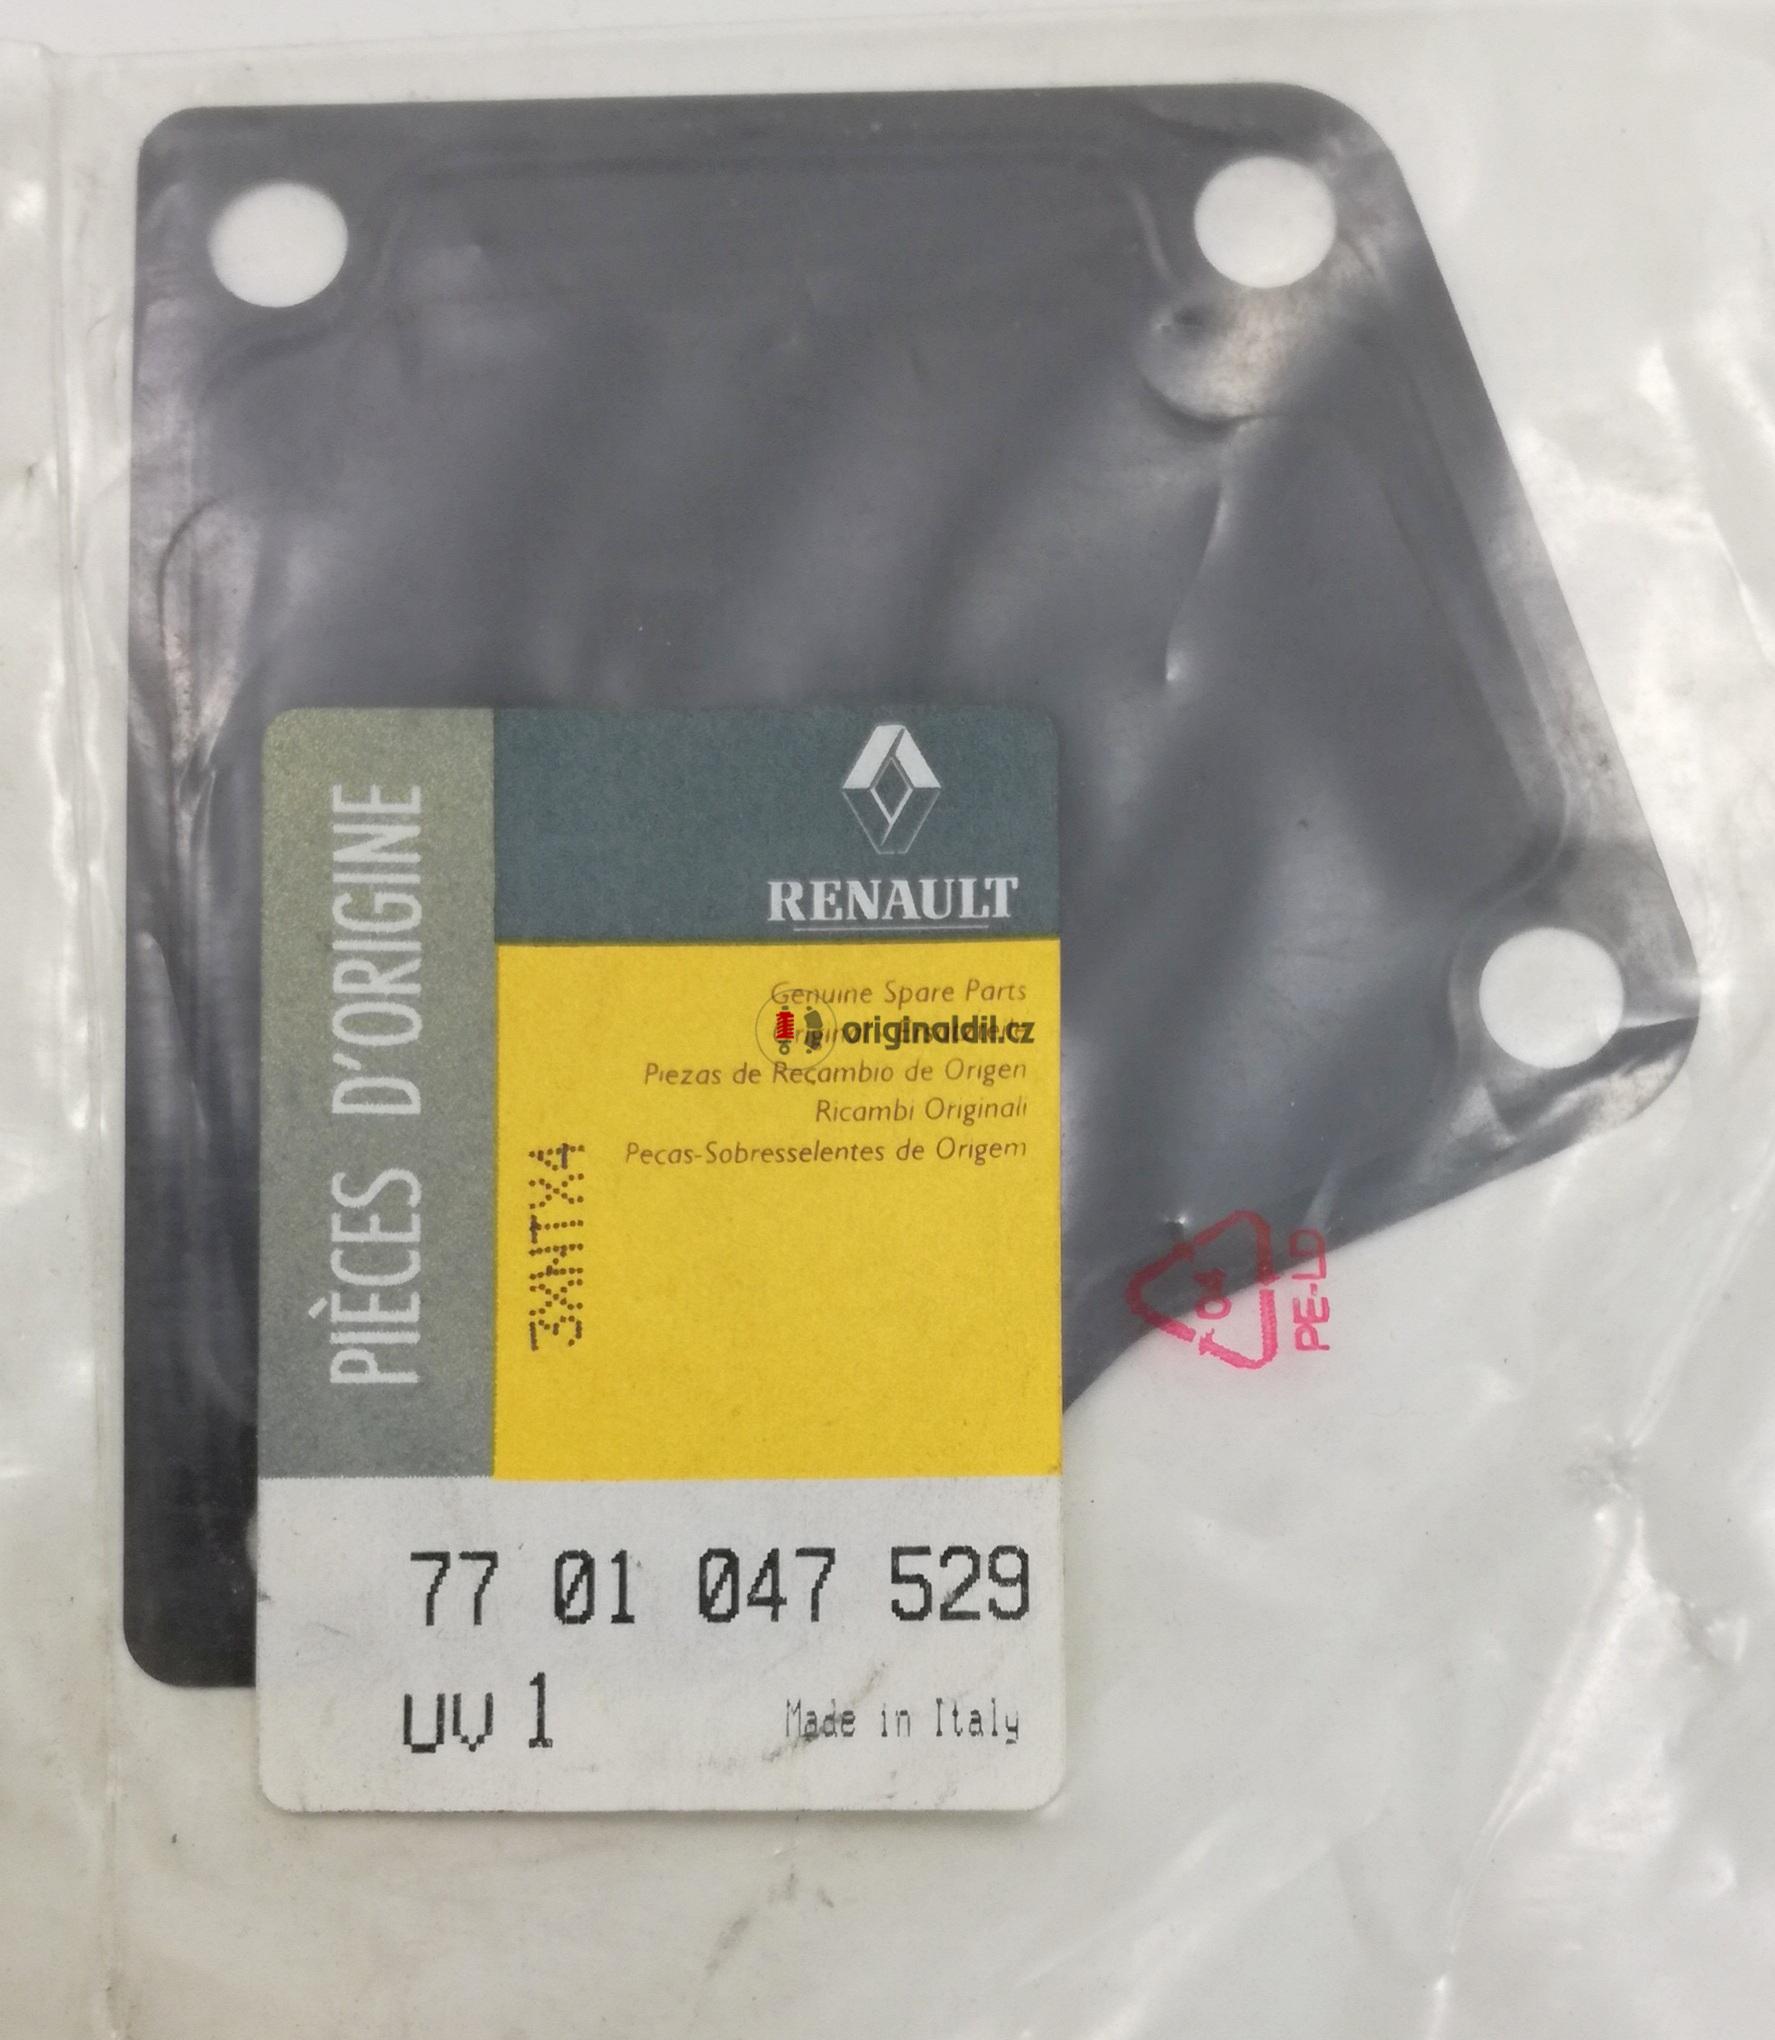 PIÈCES D'ORIGINE
RENAULT
Genuine Spare Parts
originaldil.cz
Piezas de Recambio de Origen
Ricambi Originali
Pecas-Sobresselentes de Origem
3XNTXA
77 01 047 529
UV 1
Made in Italy
04
PE-LD